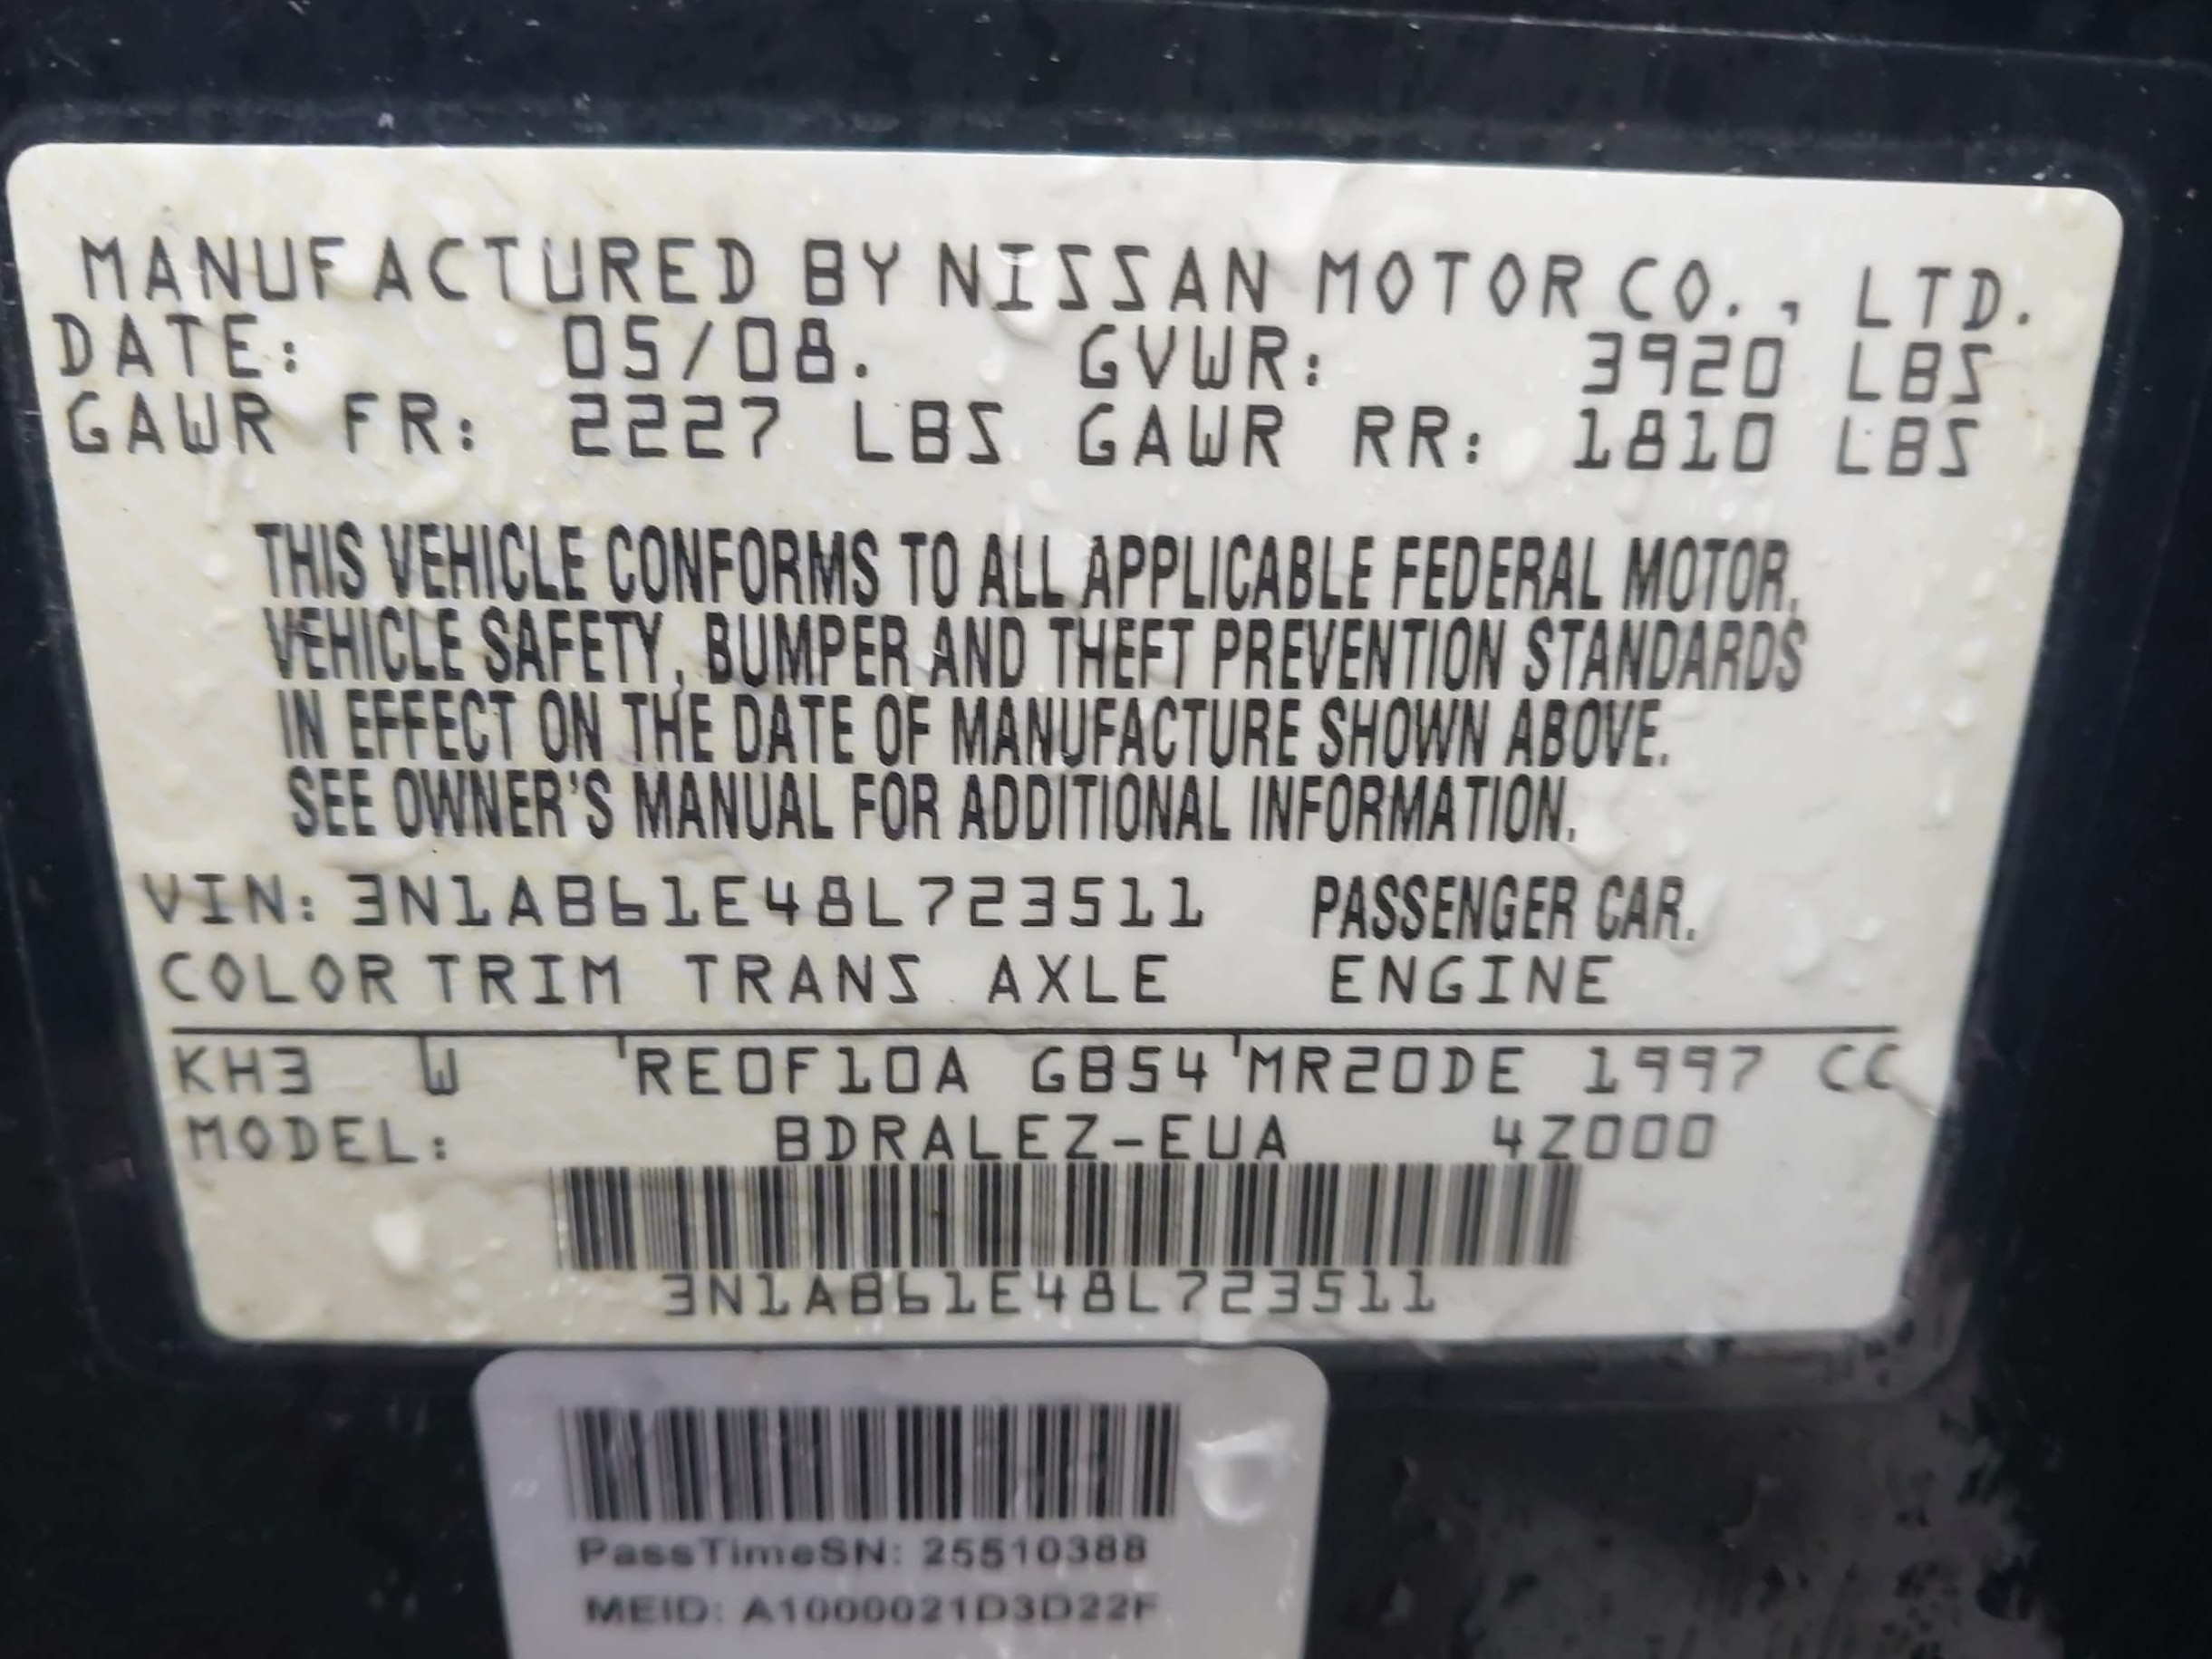 MANUFACTURED BY NISSAN MOTOR CO., LTD.
DATE: 05/08. GVWR: 3920 LBS
GAWR FR: 2227 LBS GAWR RR: 1810 LBS
THIS VEHICLE CONFORMS TO ALL APPLICABLE FEDERAL MOTOR,
VEHICLE SAFETY, BUMPER AND THEFT PREVENTION STANDARDS
IN EFFECT ON THE DATE OF MANUFACTURE SHOWN ABOVE.
SEE OWNER'S MANUAL FOR ADDITIONAL INFORMATION.
VIN: 3N1AB61E48L723511 PASSENGER CAR.
COLOR TRIM TRANS AXLE ENGINE
KH3 W 'RE0F10A GB54'MR20DE 1997 CC
MODEL: BDRALEZ-EUA 4Z000
3N1AB61E48L723511
PassTimeSN: 25510388
MEID: A1000021D3D22F